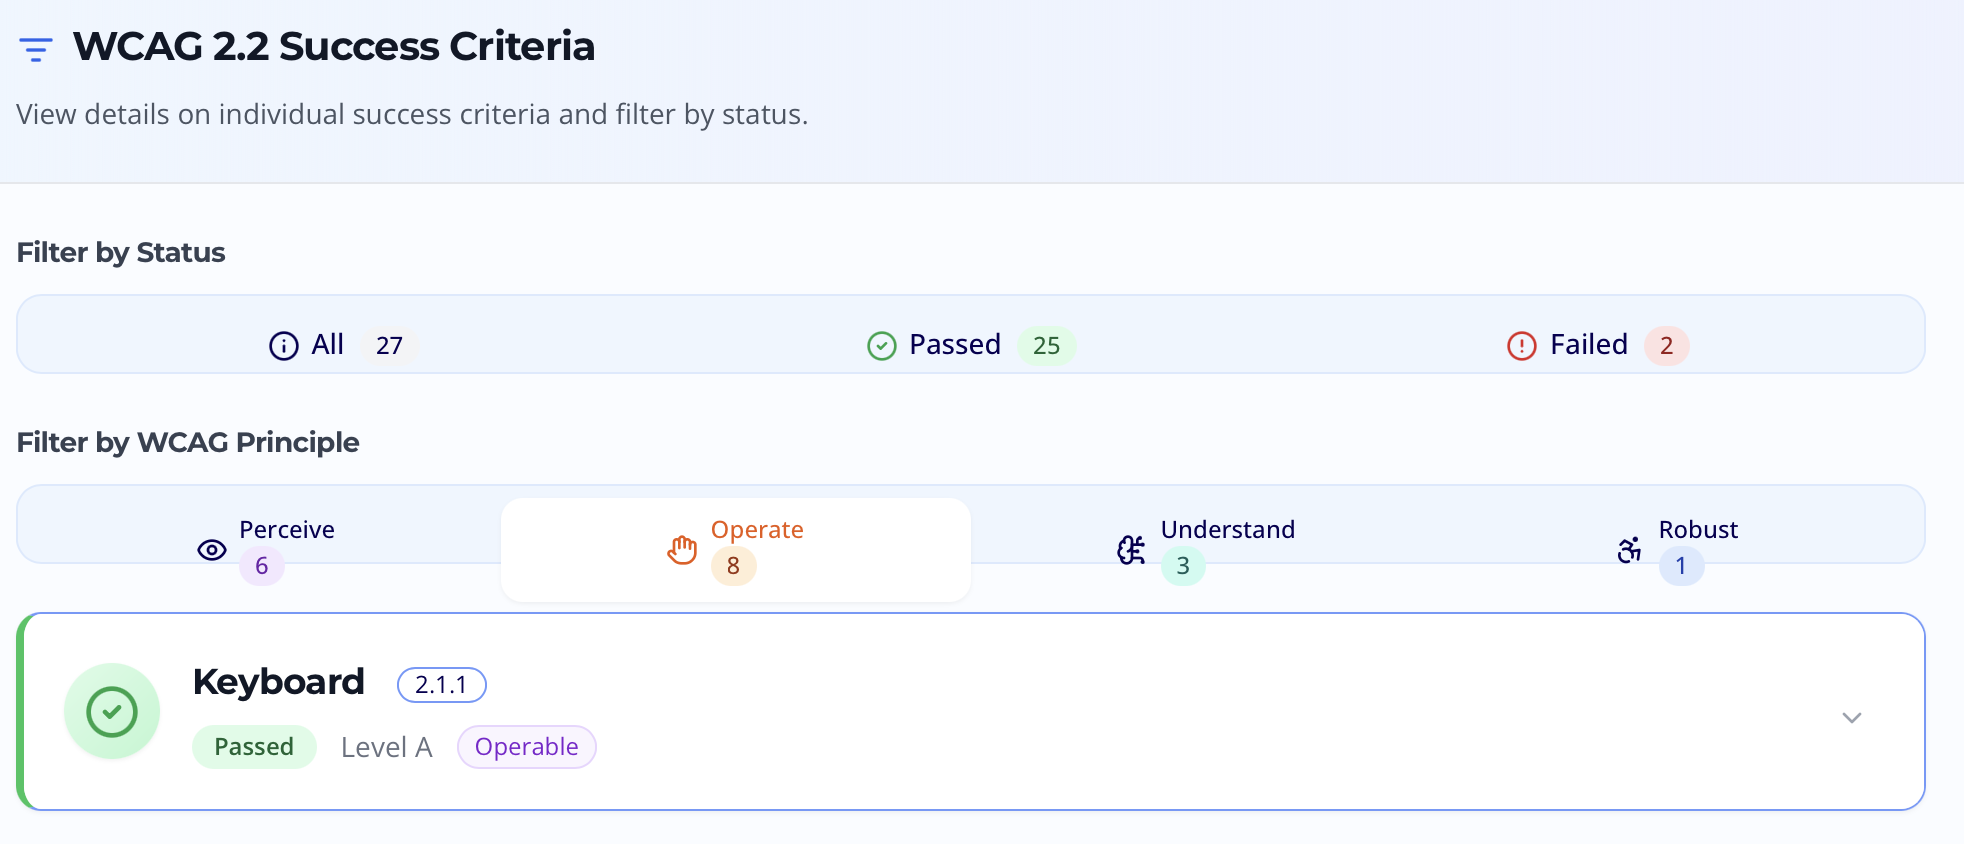 WCAG 2.2 Success Criteria
View details on individual success criteria and filter by status.
Filter by Status
All 27 Passed 25 Failed 2
Filter by WCAG Principle
Perceive Operate Understand Robust
6 8 3 1
Keyboard 2.1.1
Passed Level A Operable